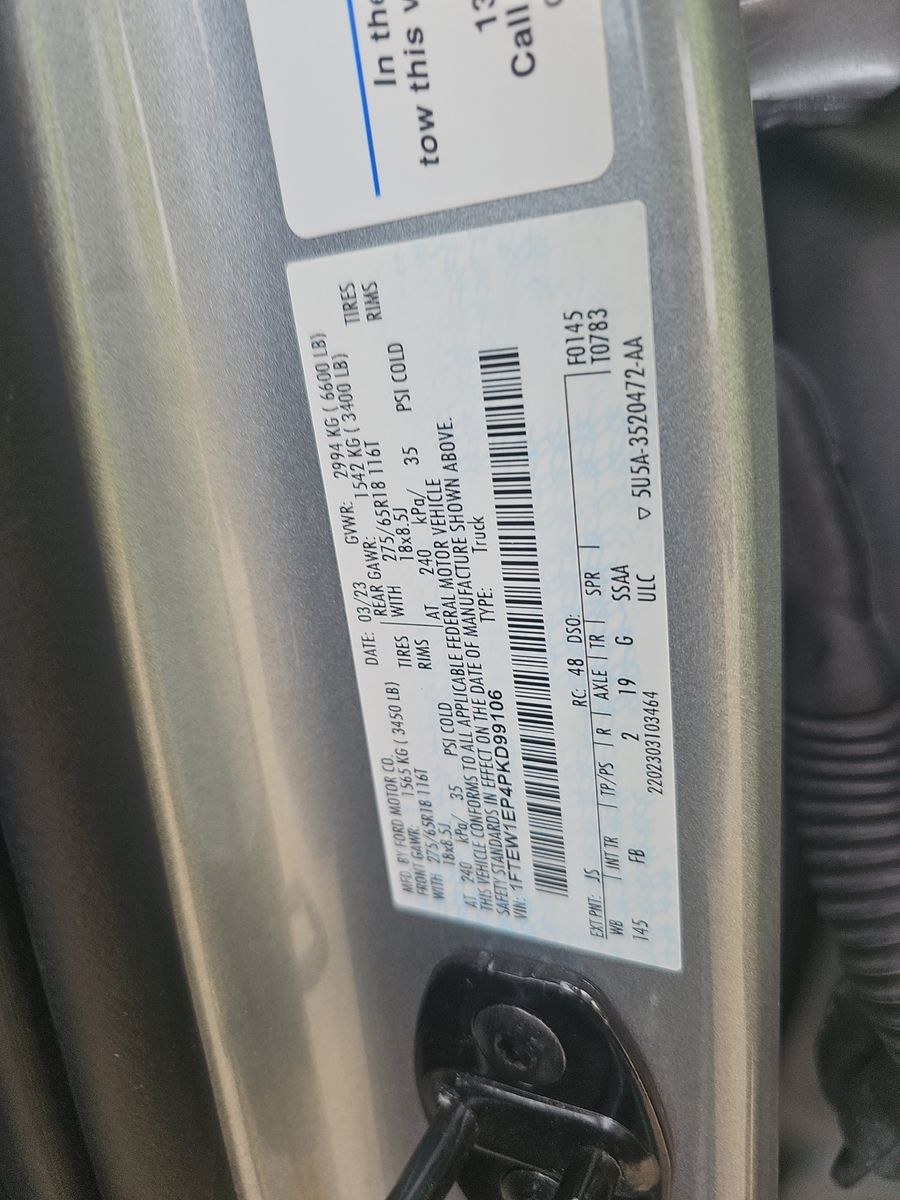 In the
tow this v
13
Call
MFD. BY FORD MOTOR CO.
DATE: 03/23 GVWR: 2994 KG ( 6600 LB)
FRONT GAWR: 1565 KG ( 3450 LB)
REAR GAWR: 1542 KG ( 3400 LB)
WITH 275/65R18 116T TIRES
WITH 275/65R18 116T TIRES
18x8.5J RIMS
18x8.5J RIMS
AT 240 kPa/ 35 PSI COLD
AT 240 kPa/ 35 PSI COLD
THIS VEHICLE CONFORMS TO ALL APPLICABLE FEDERAL MOTOR VEHICLE
SAFETY STANDARDS IN EFFECT ON THE DATE OF MANUFACTURE SHOWN ABOVE.
VIN: 1FTEW1EP4PKD99106 TYPE: Truck
EXT PNT: JS RC: 48 DSO: F0145
WB INT TR TP/PS R AXLE TR SPR T0783
145 FB 2 19 G SSAA
2202303103464 ULC ▽ 5U5A-3520472-AA